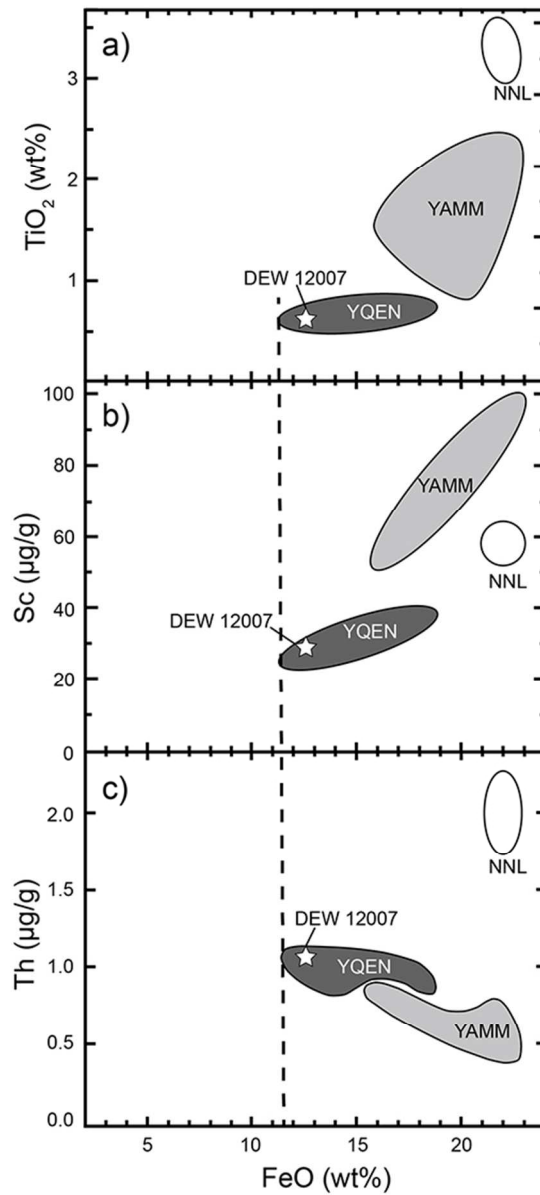 a)
NNL
YAMM
DEW 12007
YQEN
TiO₂ (wt%)
3
2
1
b)
100
80
60
40
20
0
YAMM
NNL
DEW 12007
YQEN
Sc (µg/g)
c)
NNL
DEW 12007
YQEN
YAMM
2.0
1.5
1.0
0.5
0.0
Th (µg/g)
5 10 15 20
FeO (wt%)